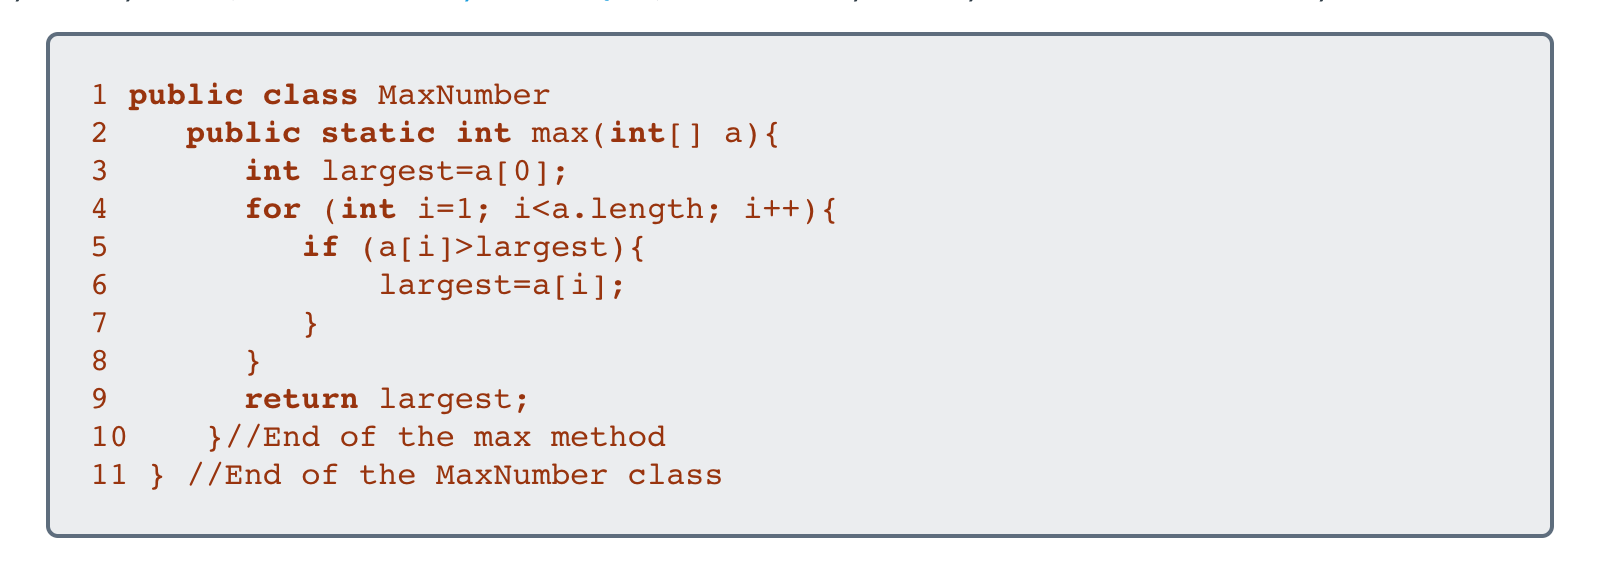 1 public class MaxNumber
2    public static int max(int[] a){
3       int largest=a[0];
4       for (int i=1; i<a.length; i++){
5          if (a[i]>largest){
6              largest=a[i];
7          }
8       }
9       return largest;
10    }//End of the max method
11 } //End of the MaxNumber class